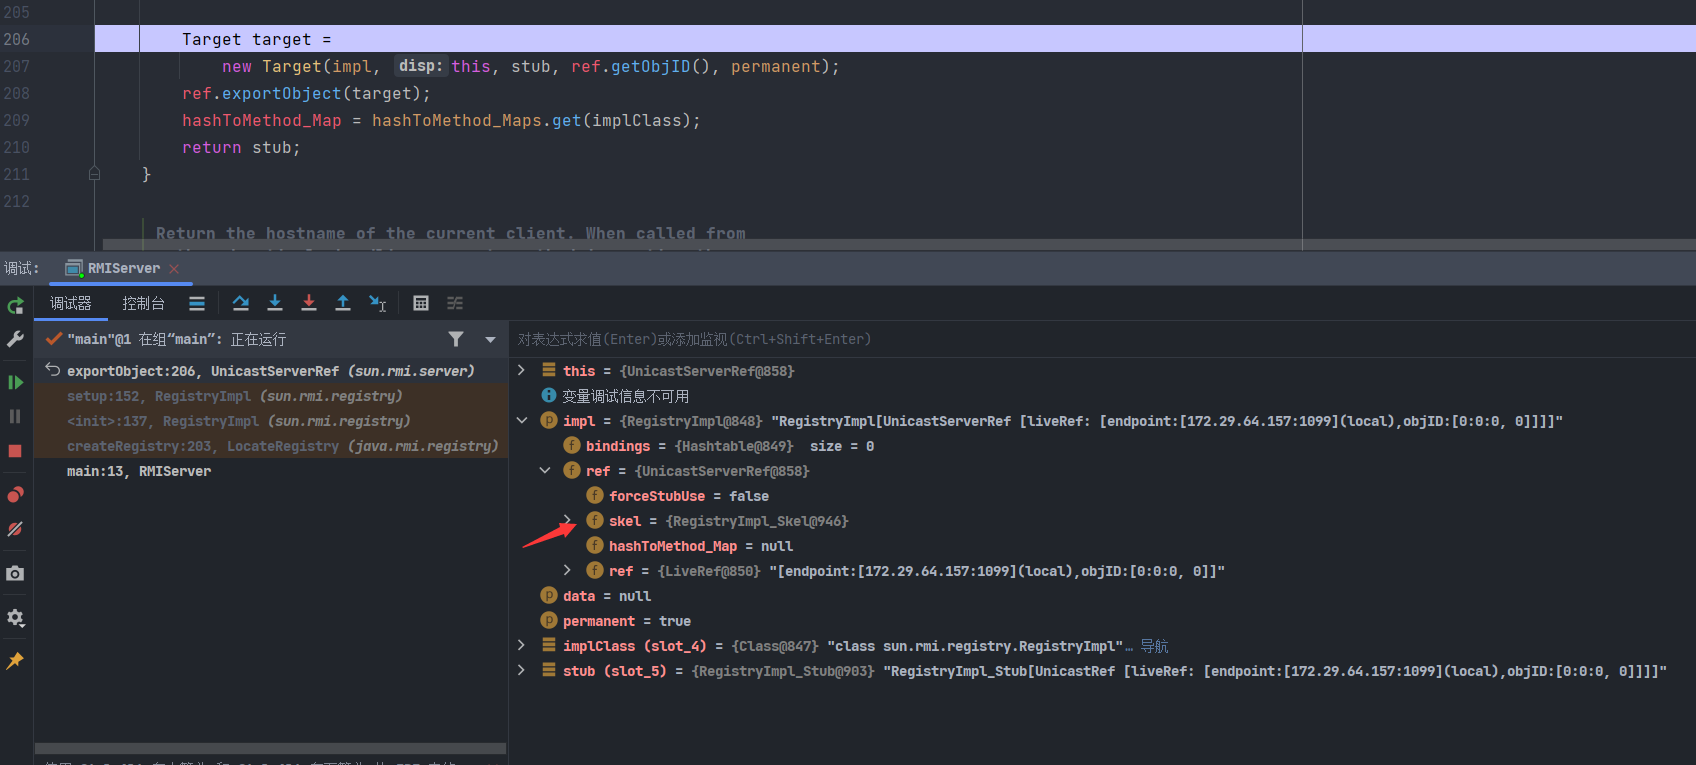 205
206 Target target =
207 new Target(impl, disp: this, stub, ref.getObjID(), permanent);
208 ref.exportObject(target);
209 hashToMethod_Map = hashToMethod_Maps.get(implClass);
210 return stub;
211 }
212
Return the hostname of the current client. When called from
调试: RMIServer
调试器 控制台
"main"@1 在组“main”: 正在运行
对表达式求值(Enter)或添加监视(Ctrl+Shift+Enter)
exportObject:206, UnicastServerRef (sun.rmi.server)
setup:152, RegistryImpl (sun.rmi.registry)
<init>:137, RegistryImpl (sun.rmi.registry)
createRegistry:203, LocateRegistry (java.rmi.registry)
main:13, RMIServer
this = {UnicastServerRef@858}
变量调试信息不可用
impl = {RegistryImpl@848} "RegistryImpl[UnicastServerRef [liveRef: [endpoint:[172.29.64.157:1099](local),objID:[0:0:0, 0]]]]"
bindings = {Hashtable@849} size = 0
ref = {UnicastServerRef@858}
forceStubUse = false
skel = {RegistryImpl_Skel@946}
hashToMethod_Map = null
ref = {LiveRef@850} "[endpoint:[172.29.64.157:1099](local),objID:[0:0:0, 0]]"
data = null
permanent = true
implClass (slot_4) = {Class@847} "class sun.rmi.registry.RegistryImpl"… 导航
stub (slot_5) = {RegistryImpl_Stub@903} "RegistryImpl_Stub[UnicastRef [liveRef: [endpoint:[172.29.64.157:1099](local),objID:[0:0:0, 0]]]]"